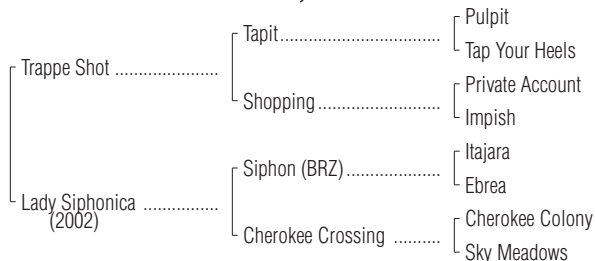 Pulpit
Tapit
Tap Your Heels
Trappe Shot
Private Account
Shopping
Impish
Itajara
Siphon (BRZ)
Ebrea
Lady Siphonica
(2002)
Cherokee Colony
Cherokee Crossing
Sky Meadows